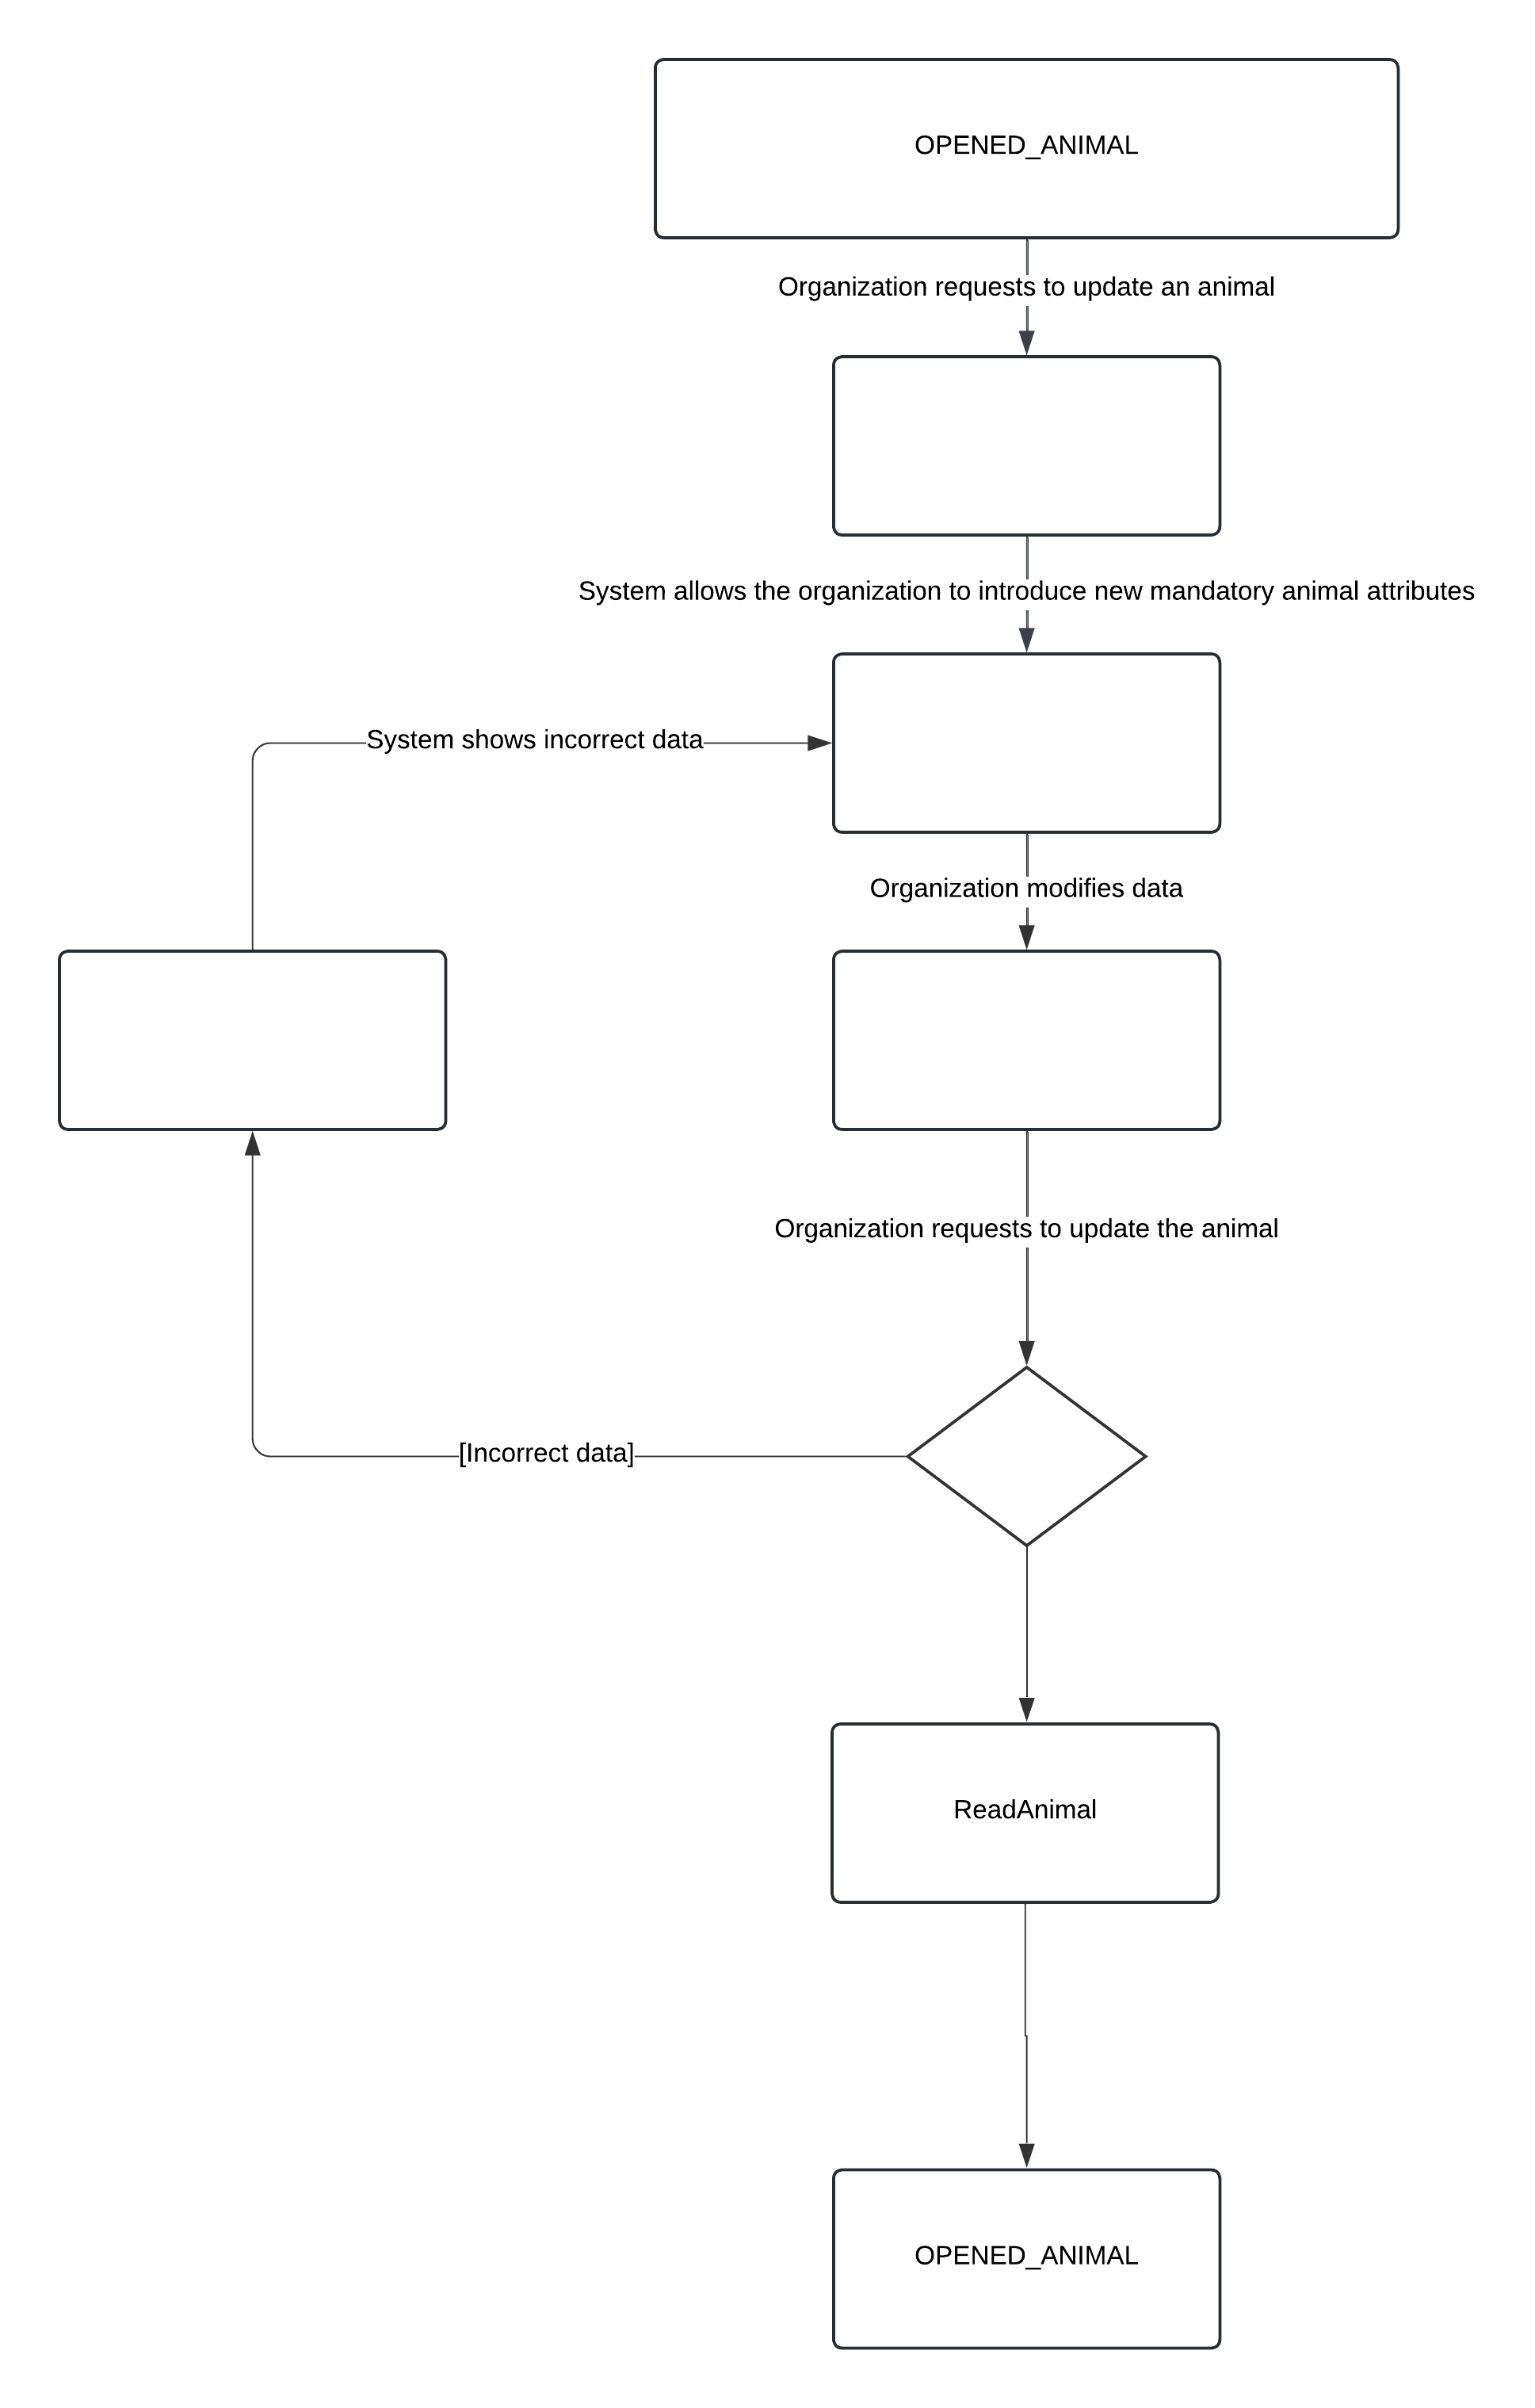 OPENED_ANIMAL
Organization requests to update an animal
System allows the organization to introduce new mandatory animal attributes
System shows incorrect data
Organization modifies data
Organization requests to update the animal
[Incorrect data]
ReadAnimal
OPENED_ANIMAL